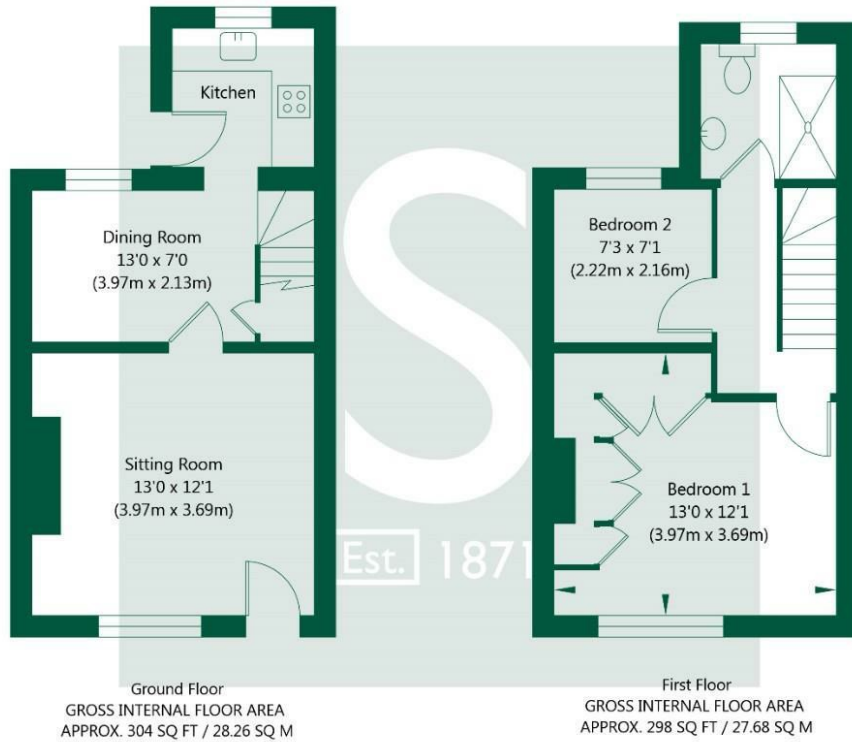 Kitchen
Dining Room
13'0 x 7'0
(3.97m x 2.13m)
Sitting Room
13'0 x 12'1
(3.97m x 3.69m)
Bedroom 2
7'3 x 7'1
(2.22m x 2.16m)
Bedroom 1
13'0 x 12'1
(3.97m x 3.69m)
S
Est. 1871
Ground Floor
GROSS INTERNAL FLOOR AREA
APPROX. 304 SQ FT / 28.26 SQ M
First Floor
GROSS INTERNAL FLOOR AREA
APPROX. 298 SQ FT / 27.68 SQ M